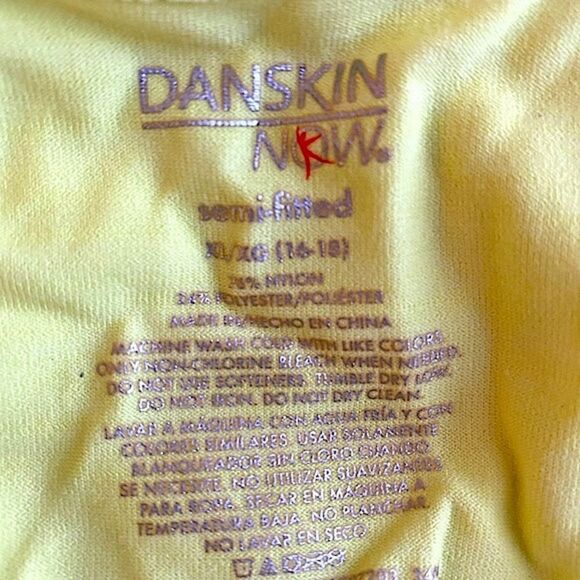 DANSKIN
NOW®
K
semi-fitted
XL/XG (16-18)
76% NYLON
24% POLYESTER/POLIÉSTER
MADE IN/HECHO EN CHINA
MACHINE WASH COLD WITH LIKE COLORS.
ONLY NON-CHLORINE BLEACH WHEN NEEDED.
DO NOT USE SOFTENERS. TUMBLE DRY LOW.
DO NOT IRON. DO NOT DRY CLEAN.
LAVAR A MÁQUINA CON AGUA FRÍA Y CON
COLORES SIMILARES. USAR SOLAMENTE
BLANQUEADOR SIN CLORO CUANDO
SE NECESITE. NO UTILIZAR SUAVIZANTES
PARA ROPA. SECAR EN MÁQUINA A
TEMPERATURA BAJA. NO PLANCHAR.
NO LAVAR EN SECO